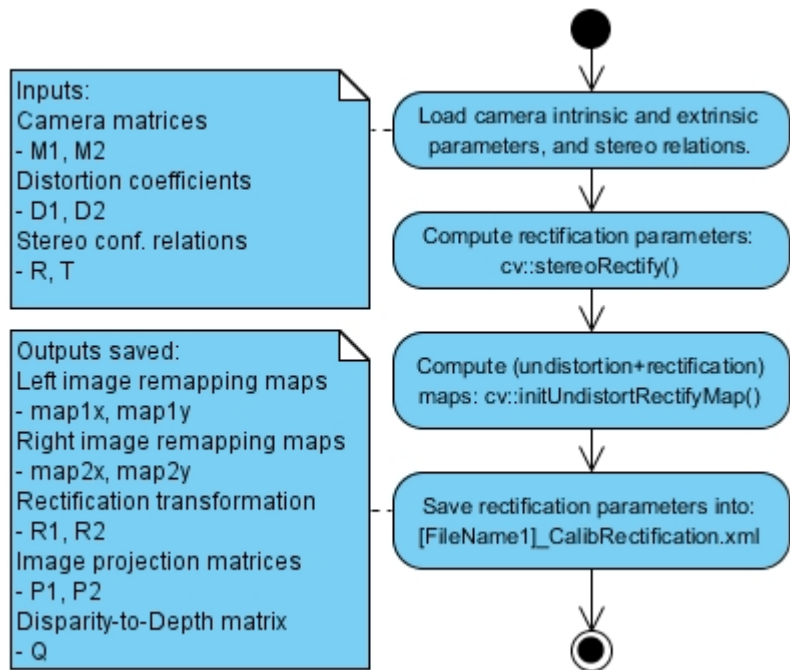 Inputs:
Camera matrices
- M1, M2
Distortion coefficients
- D1, D2
Stereo conf. relations
- R, T
Load camera intrinsic and extrinsic
parameters, and stereo relations.
Compute rectification parameters:
cv::stereoRectify()
Compute (undistortion+rectification)
maps: cv::initUndistortRectifyMap()
Outputs saved:
Left image remapping maps
- map1x, map1y
Right image remapping maps
- map2x, map2y
Rectification transformation
- R1, R2
Image projection matrices
- P1, P2
Disparity-to-Depth matrix
- Q
Save rectification parameters into:
[FileName1]_CalibRectification.xml